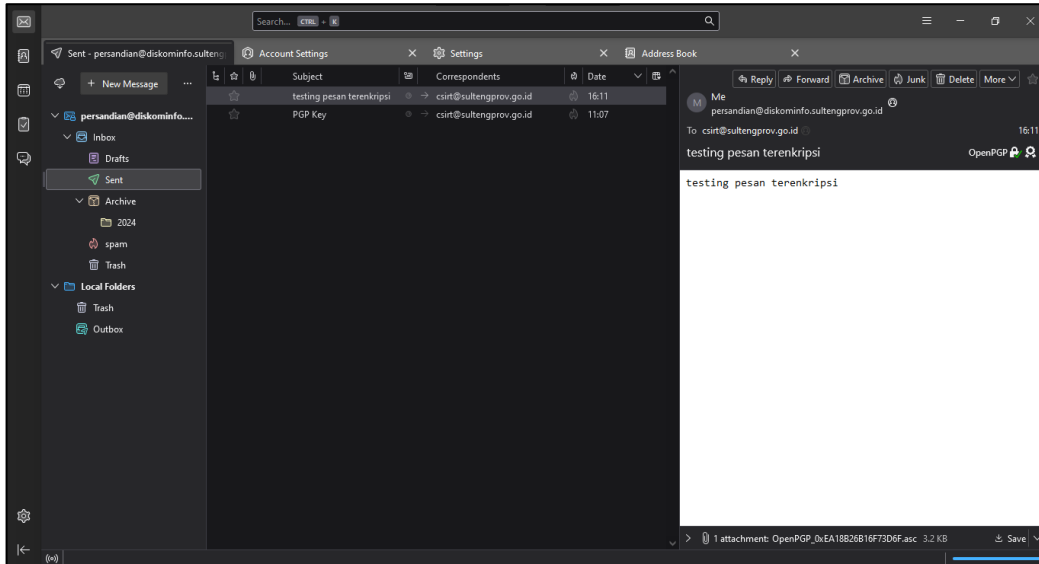 Search... CTRL + K
Sent - persandian@diskominfo.sulteng
Account Settings
Settings
Address Book
+ New Message
persandian@diskominfo....
Inbox
Drafts
Sent
Archive
2024
spam
Trash
Local Folders
Trash
Outbox
Subject Correspondents Date
testing pesan terenkripsi csirt@sultengprov.go.id 16:11
PGP Key csirt@sultengprov.go.id 11:07
Reply Forward Archive Junk Delete More
M Me
persandian@diskominfo.sultengprov.go.id
To csirt@sultengprov.go.id 16:11
testing pesan terenkripsi OpenPGP
testing pesan terenkripsi
1 attachment: OpenPGP_0xEA18B26B16F73D6F.asc 3.2 KB Save